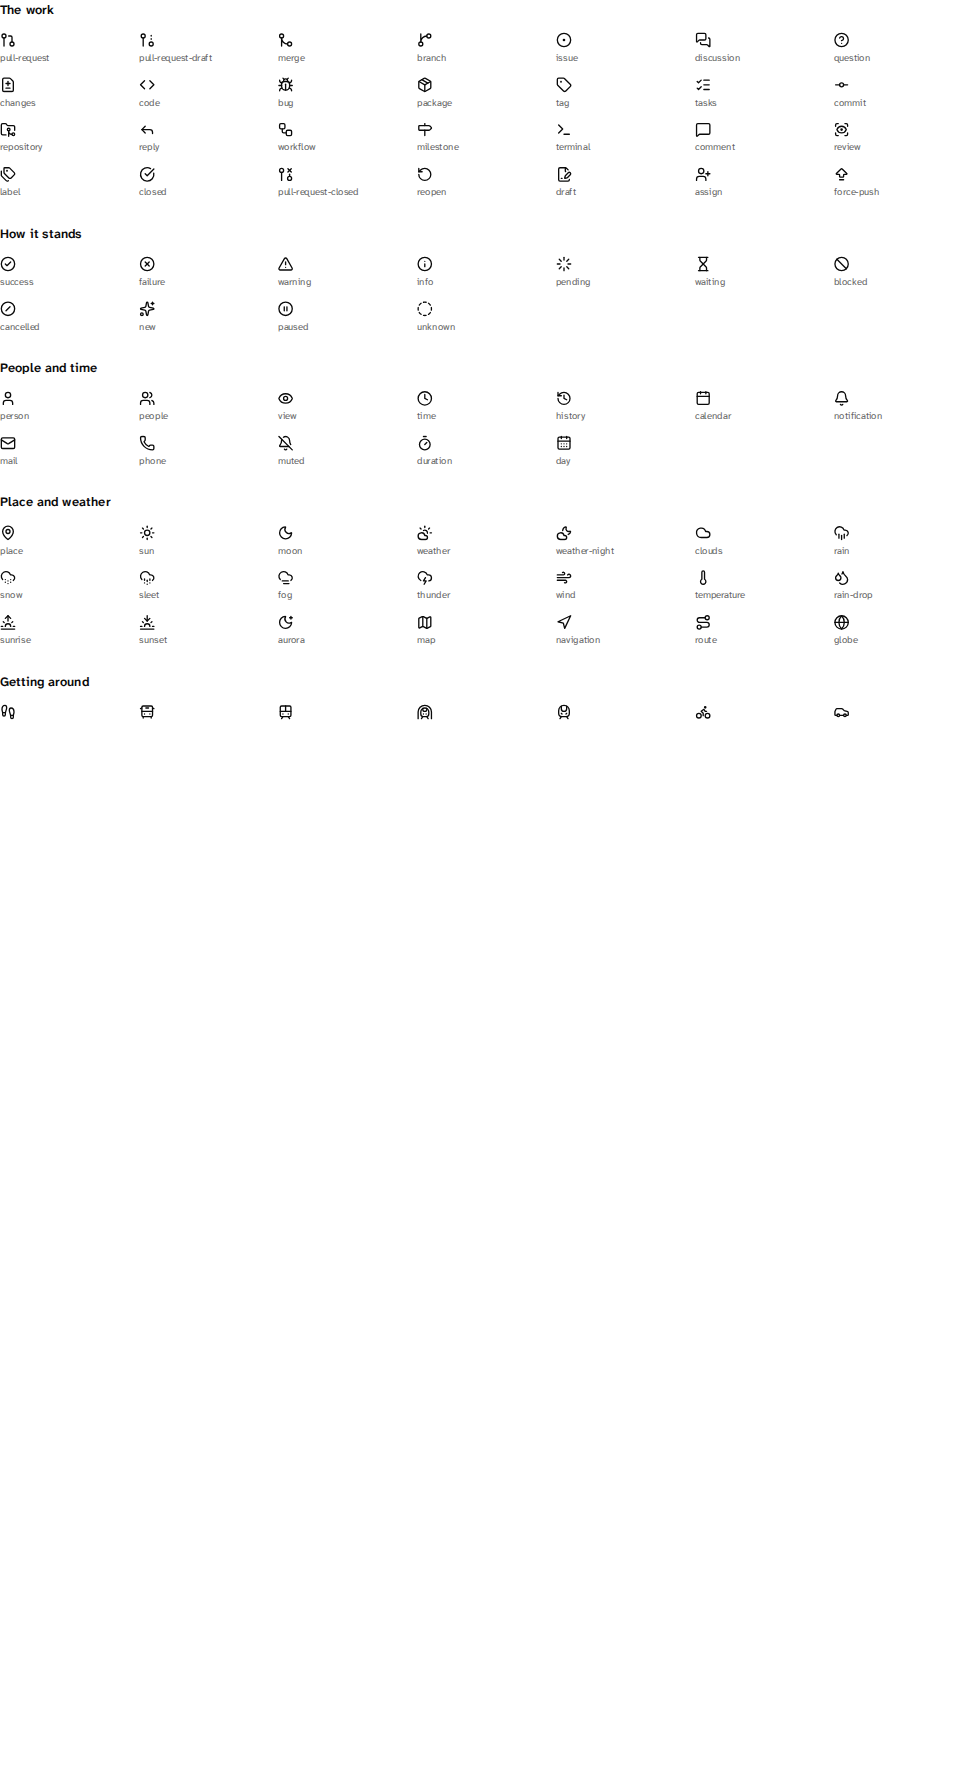 The work
pull-request pull-request-draft merge branch issue discussion question
changes code bug package tag tasks commit
repository reply workflow milestone terminal comment review
label closed pull-request-closed reopen draft assign force-push
How it stands
success failure warning info pending waiting blocked
cancelled new paused unknown
People and time
person people view time history calendar notification
mail phone muted duration day
Place and weather
place sun moon weather weather-night clouds rain
snow sleet fog thunder wind temperature rain-drop
sunrise sunset aurora map navigation route globe
Getting around